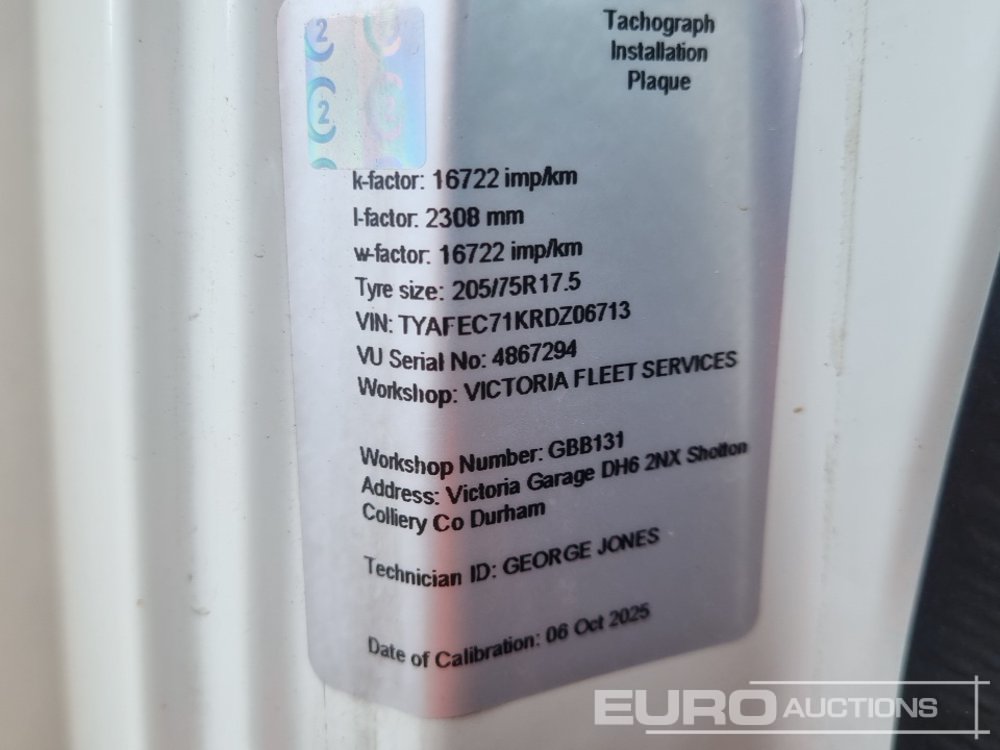 Tachograph
Installation
Plaque
2
2
k-factor: 16722 imp/km
l-factor: 2308 mm
w-factor: 16722 imp/km
Tyre size: 205/75R17.5
VIN: TYAFEC71KRDZ06713
VU Serial No: 4867294
Workshop: VICTORIA FLEET SERVICES
Workshop Number: GBB131
Address: Victoria Garage DH6 2NX Shotton
Colliery Co Durham
Technician ID: GEORGE JONES
Date of Calibration: 06 Oct 2025
EURO AUCTIONS